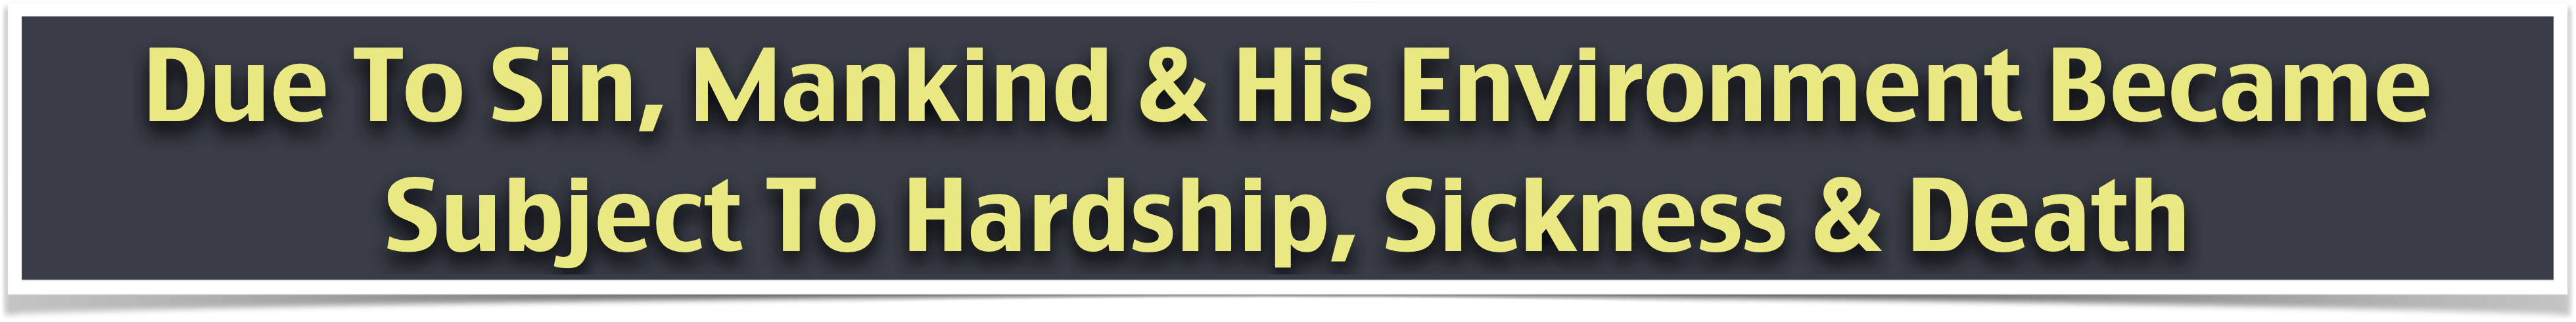 Due To Sin, Mankind & His Environment Became
Subject To Hardship, Sickness & Death